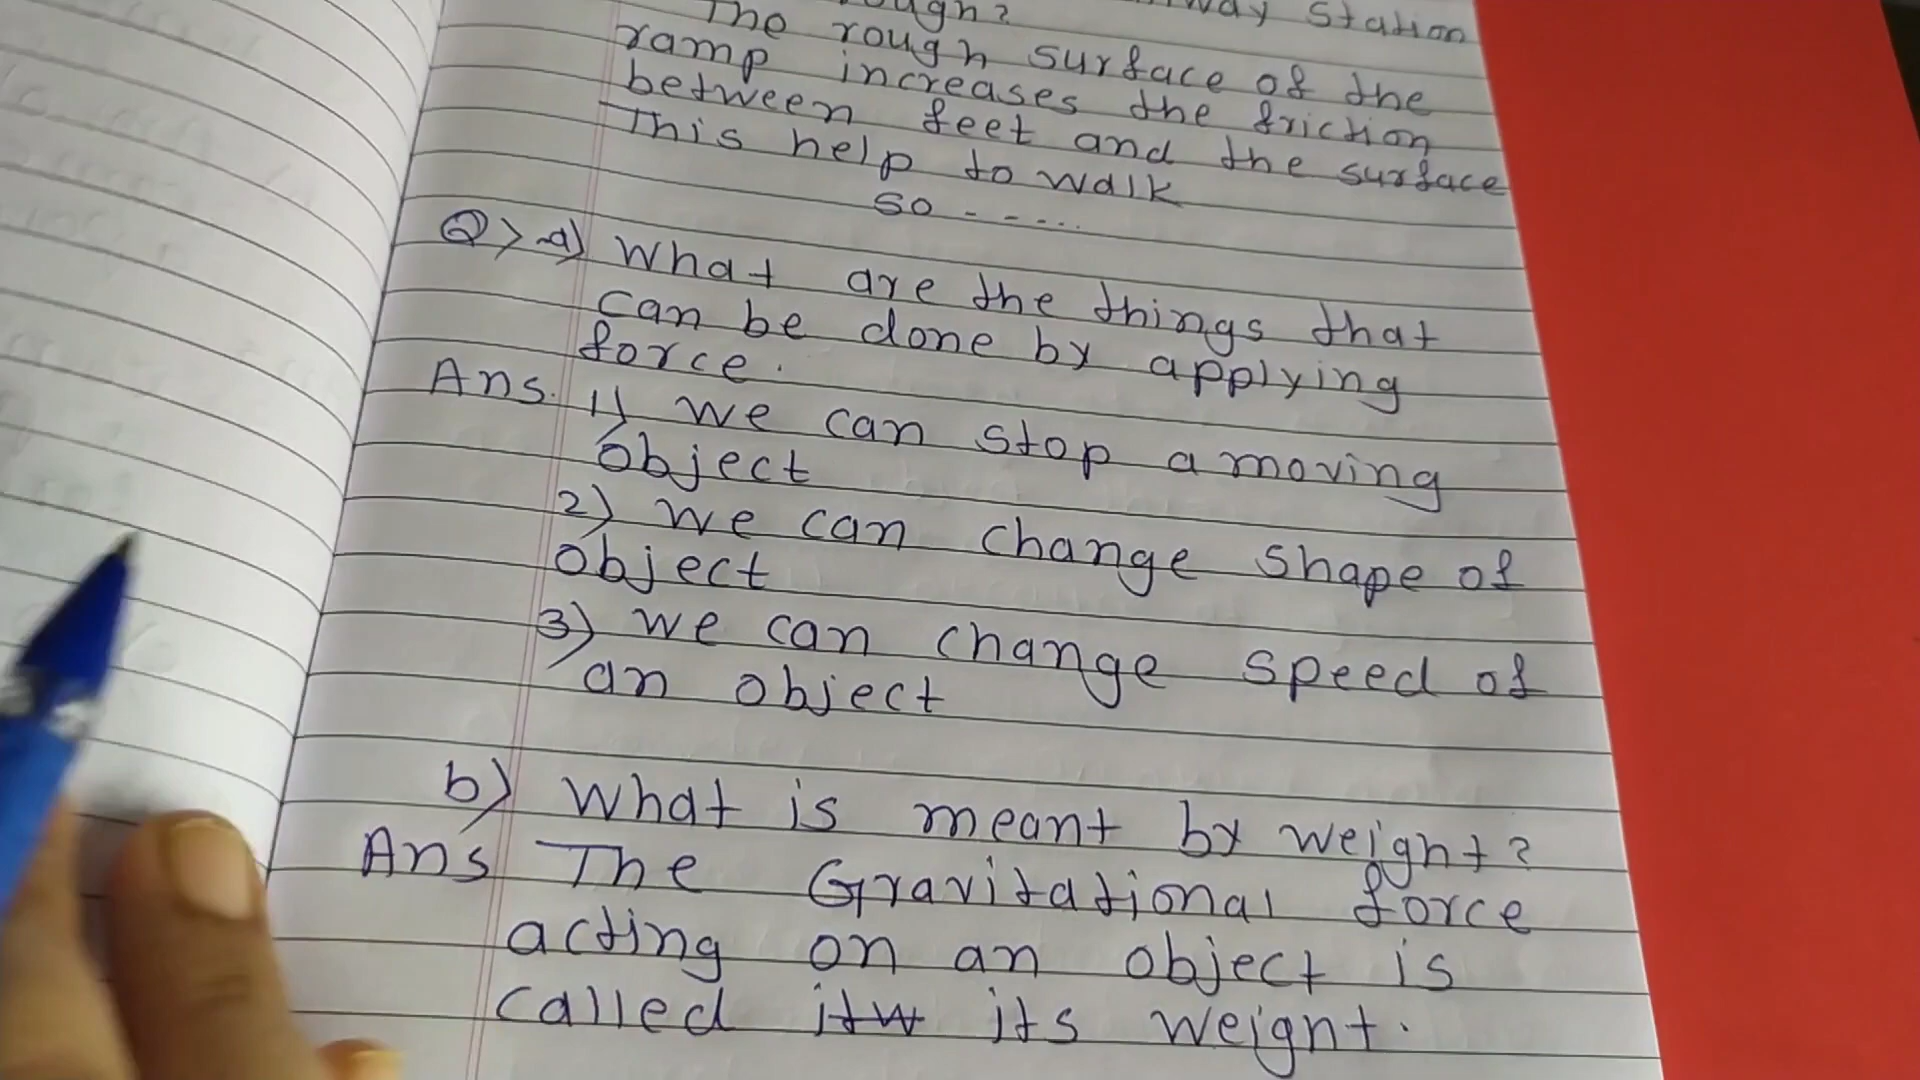 way Station
The rough surface of the
ramp increases the friction
between feet and the surface
This help to walk
so - - ...
Q> a) What are the things that
can be done by applying
force.
Ans. 1) we can stop a moving
object
2) we can change shape of
object
3) we can change speed of
an object
b) What is meant by weight?
Ans The Gravitational force
acting on an object is
called itw its weight.